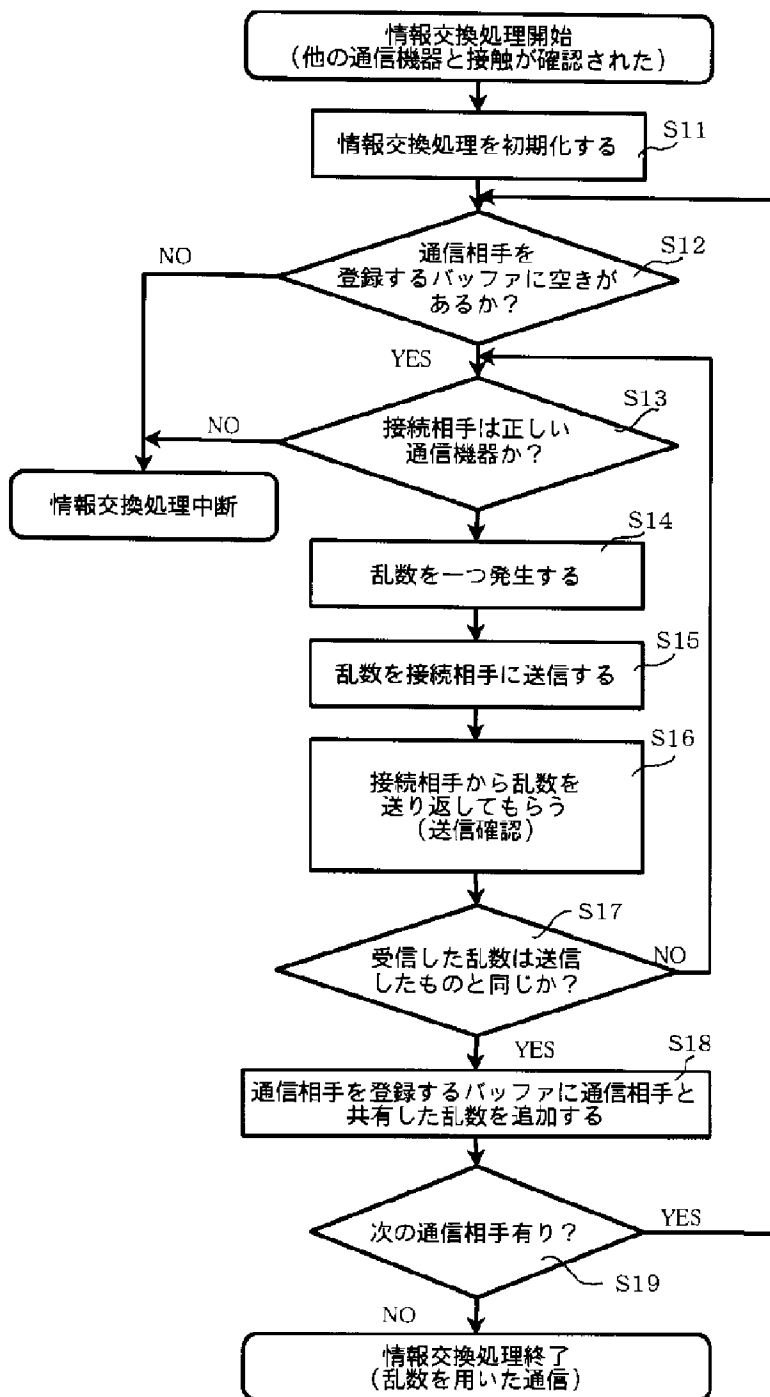 情報交換処理開始
(他の通信機器と接触が確認された)
S11
情報交換処理を初期化する
S12
NO
通信相手を
登録するバッファに空きが
あるか?
YES
S13
NO
接続相手は正しい
通信機器か?
情報交換処理中断
S14
乱数を一つ発生する
S15
乱数を接続相手に送信する
S16
接続相手から乱数を
送り返してもらう
(送信確認)
S17
受信した乱数は送信
したものと同じか?
NO
YES
S18
通信相手を登録するバッファに通信相手と
共有した乱数を追加する
次の通信相手有り?
YES
S19
NO
情報交換処理終了
(乱数を用いた通信)